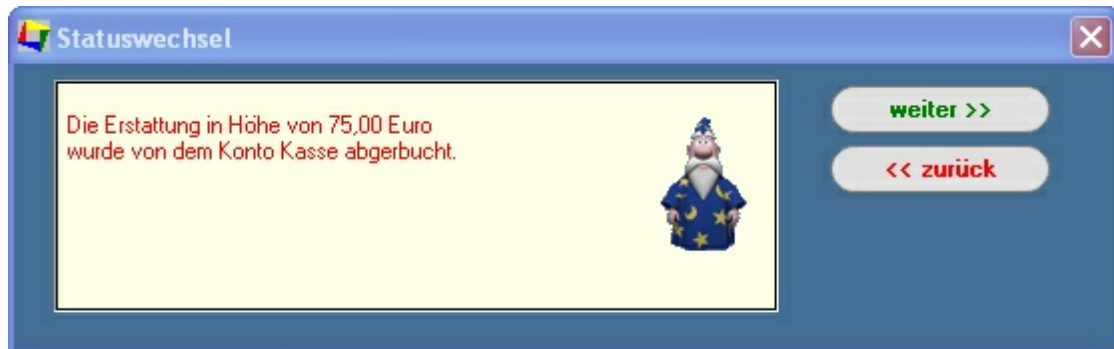 Statuswechsel
Die Erstattung in Höhe von 75,00 Euro
wurde von dem Konto Kasse abgerbucht.
weiter >>
<< zurück